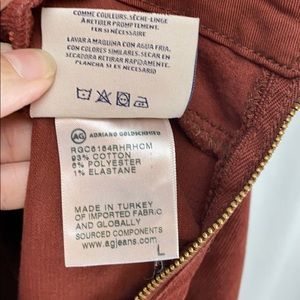 COMME COULEURS. SÈCHE-LINGE
À RETIRER PROMPTEMENT.
REPASSER SI NÉCESSAIRE
LAVAR A MAQUINA CON AGUA FRIA,
CON COLORES SIMILARES. SECAR EN
SECADORA RETIRAR RAPIDAMENTE.
PLANCHA SI ES NECESARIO
AG ADRIANO GOLDSCHMIED
RGC6164RHRHCM
93% COTTON
6% POLYESTER
1% ELASTANE
MADE IN TURKEY
OF IMPORTED FABRIC
AND GLOBALLY
SOURCED COMPONENTS
www.agjeans.com
L